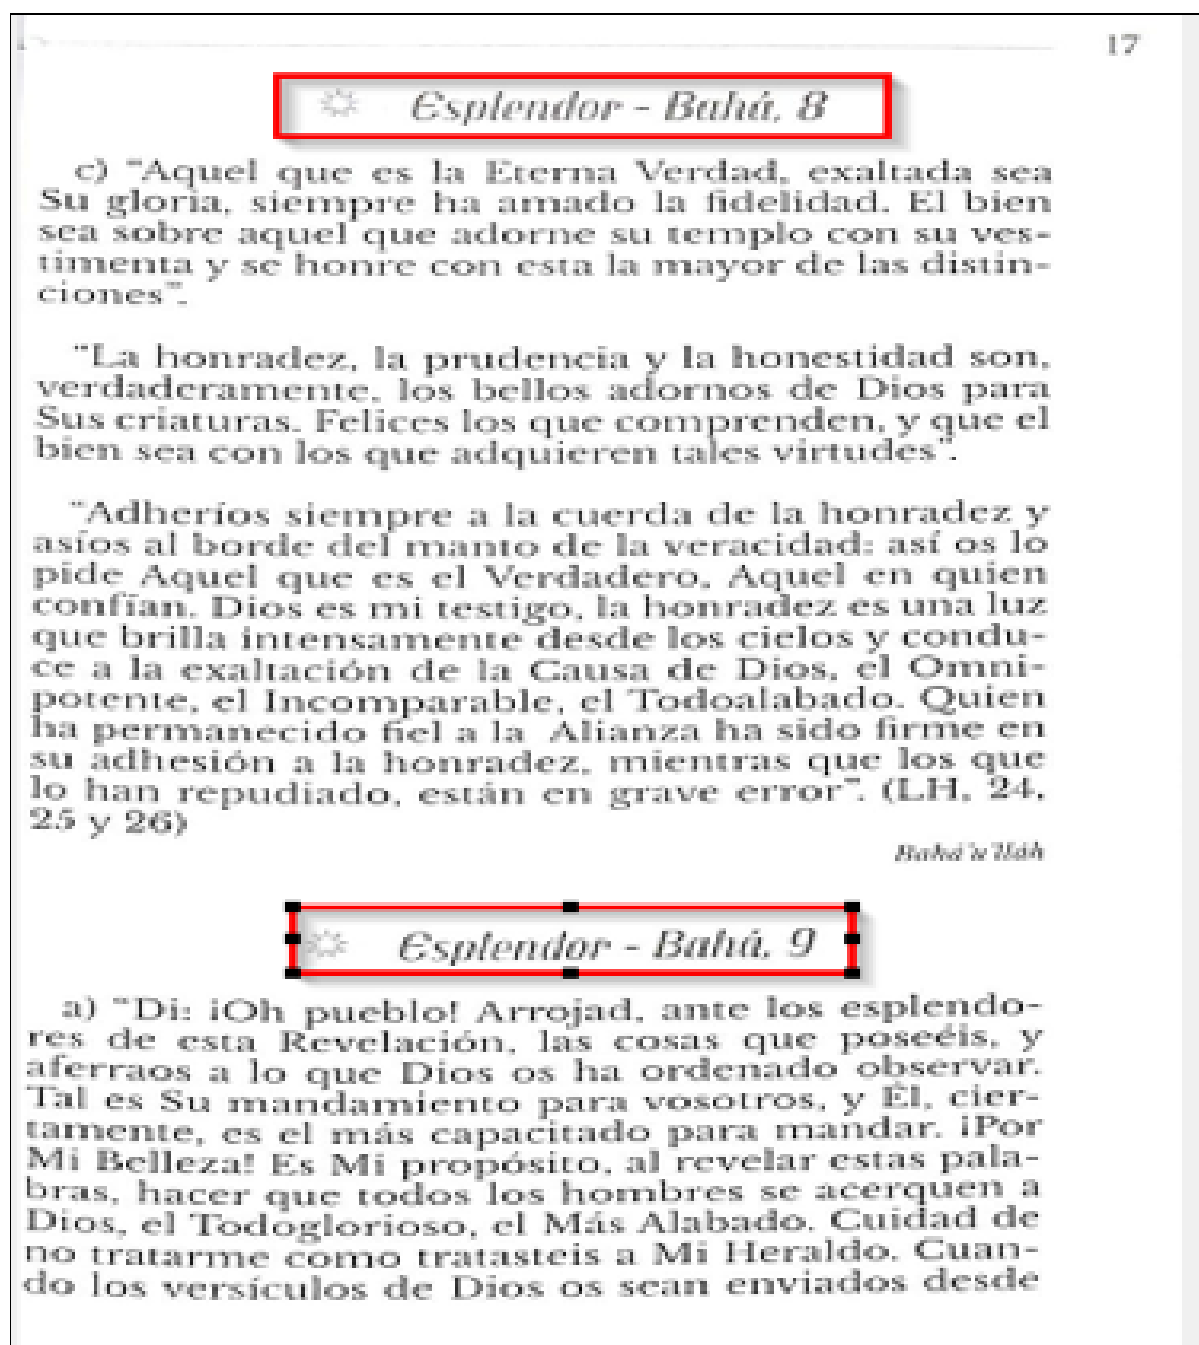 17
Esplendor - Bahá, 8
c) "Aquel que es la Eterna Verdad, exaltada sea
Su gloria, siempre ha amado la fidelidad. El bien
sea sobre aquel que adorne su templo con su ves-
timenta y se honre con esta la mayor de las distin-
ciones".
"La honradez, la prudencia y la honestidad son,
verdaderamente, los bellos adornos de Dios para
Sus criaturas. Felices los que comprenden, y que el
bien sea con los que adquieren tales virtudes".
"Adheríos siempre a la cuerda de la honradez y
asíos al borde del manto de la veracidad: así os lo
pide Aquel que es el Verdadero, Aquel en quien
confían. Dios es mi testigo, la honradez es una luz
que brilla intensamente desde los cielos y condu-
ce a la exaltación de la Causa de Dios, el Omni-
potente, el Incomparable, el Todoalabado. Quien
ha permanecido fiel a la Alianza ha sido firme en
su adhesión a la honradez, mientras que los que
lo han repudiado, están en grave error". (LH, 24,
25 y 26)
Bahá'u'lláh
Esplendor - Bahá, 9
a) "Di: ¡Oh pueblo! Arrojad, ante los esplendo-
res de esta Revelación, las cosas que poseéis, y
aferraos a lo que Dios os ha ordenado observar.
Tal es Su mandamiento para vosotros, y Él, cier-
tamente, es el más capacitado para mandar. ¡Por
Mi Belleza! Es Mi propósito, al revelar estas pala-
bras, hacer que todos los hombres se acerquen a
Dios, el Todoglorioso, el Más Alabado. Cuidad de
no tratarme como tratasteis a Mi Heraldo. Cuan-
do los versículos de Dios os sean enviados desde